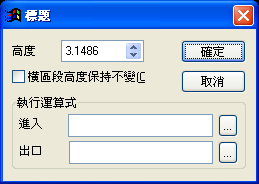 標題
高度 3.1486 確定
橫區段高度保持不變(C
取消
執行運算式
進入 ...
出口 ...